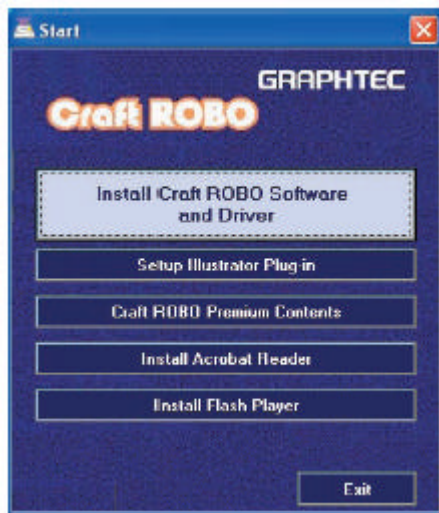 Start
GRAPHTEC
Craft ROBO
Install Craft ROBO Software
and Driver
Setup Illustrator Plug-in
Craft ROBO Premium Contents
Install Acrobat Reader
Install Flash Player
Exit